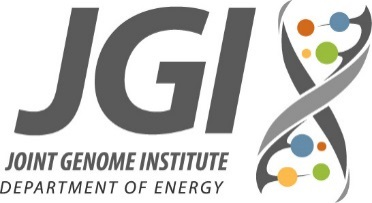 JGI
JOINT GENOME INSTITUTE
DEPARTMENT OF ENERGY